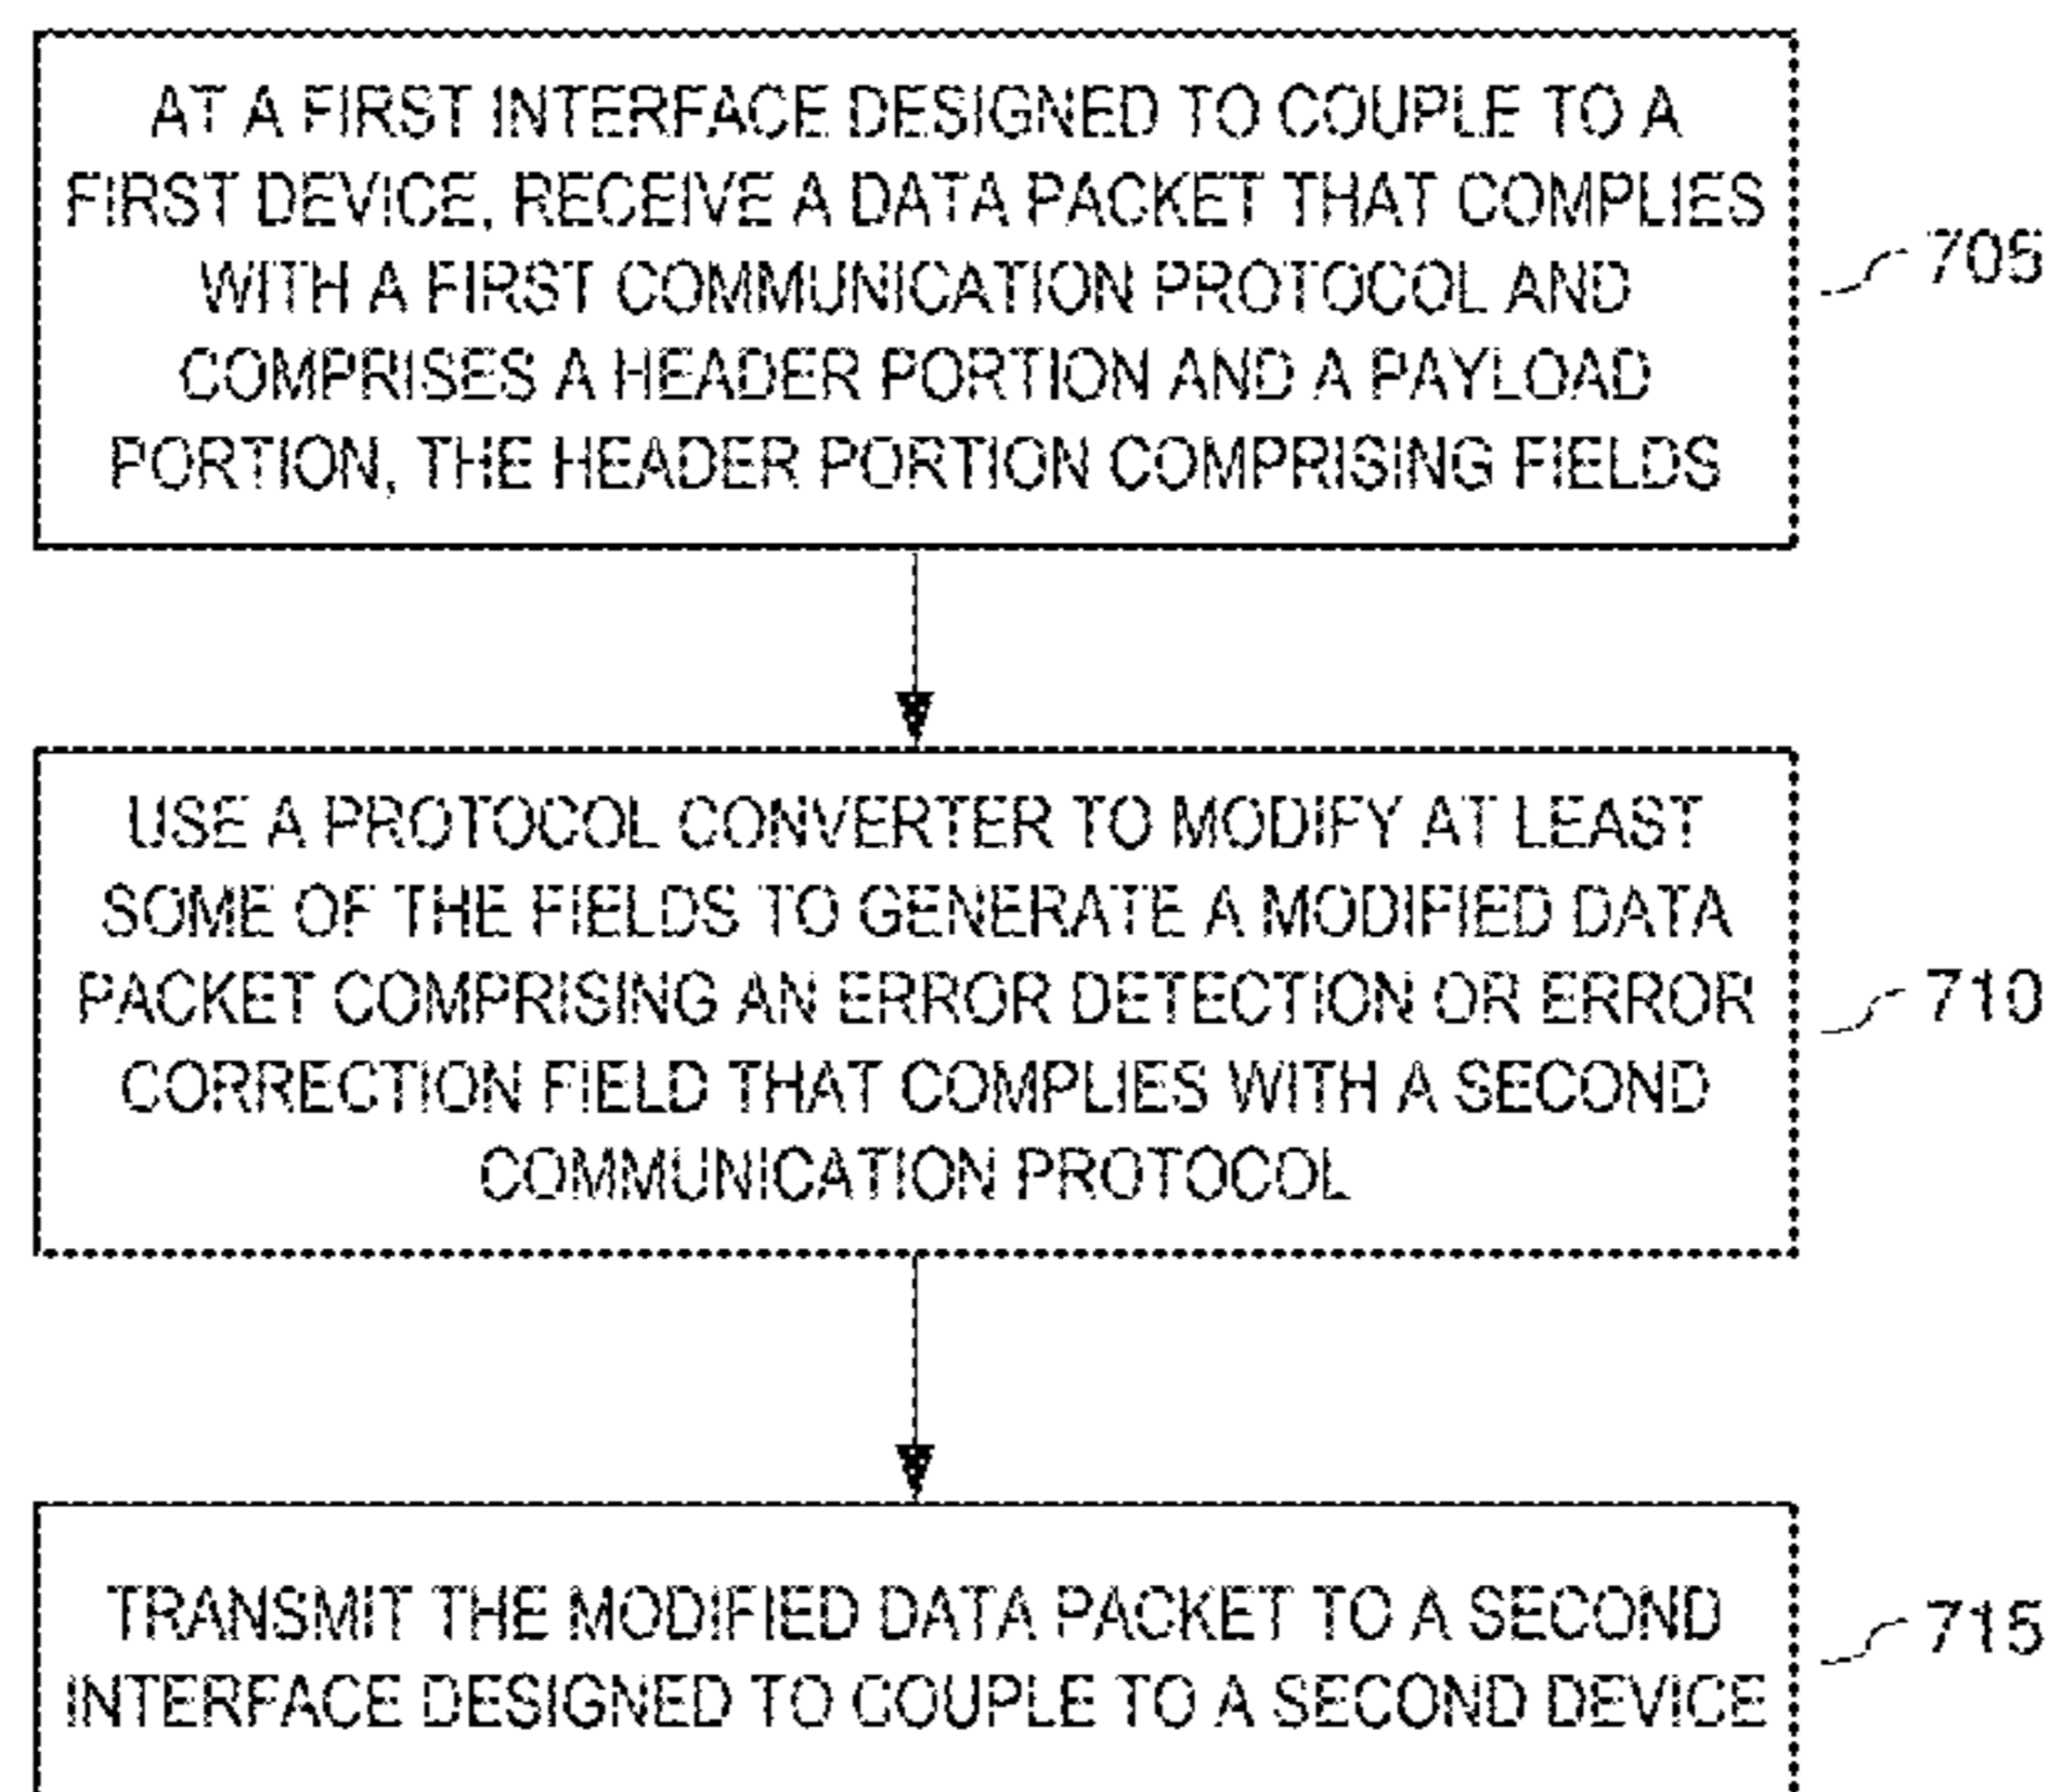 AT A FIRST INTERFACE DESIGNED TO COUPLE TO A
FIRST DEVICE, RECEIVE A DATA PACKET THAT COMPLIES
WITH A FIRST COMMUNICATION PROTOCOL AND
COMPRISES A HEADER PORTION AND A PAYLOAD
PORTION, THE HEADER PORTION COMPRISING FIELDS
705
USE A PROTOCOL CONVERTER TO MODIFY AT LEAST
SOME OF THE FIELDS TO GENERATE A MODIFIED DATA
PACKET COMPRISING AN ERROR DETECTION OR ERROR
CORRECTION FIELD THAT COMPLIES WITH A SECOND
COMMUNICATION PROTOCOL
710
TRANSMIT THE MODIFIED DATA PACKET TO A SECOND
INTERFACE DESIGNED TO COUPLE TO A SECOND DEVICE
715